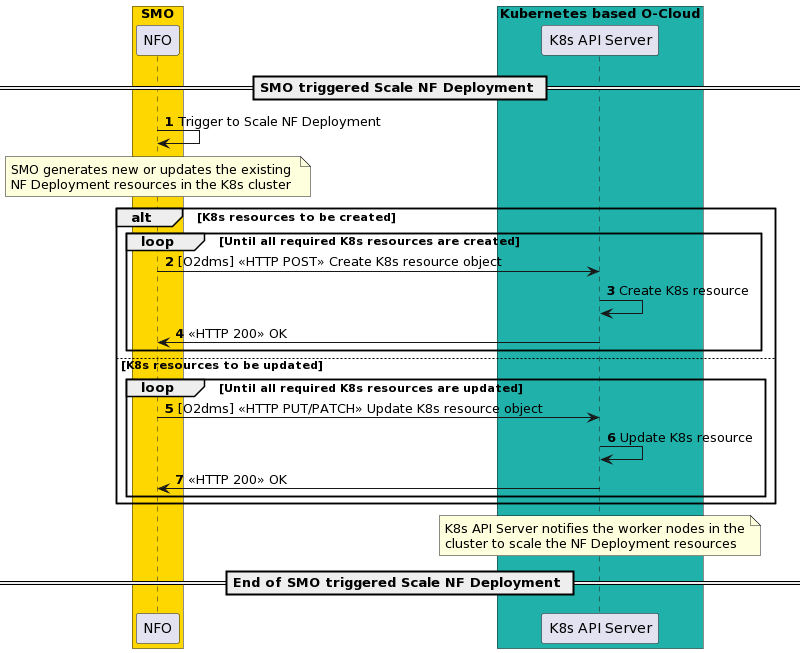 SMO
Kubernetes based O-Cloud
NFO
K8s API Server
SMO triggered Scale NF Deployment
1 Trigger to Scale NF Deployment
SMO generates new or updates the existing
NF Deployment resources in the K8s cluster
alt [K8s resources to be created]
loop [Until all required K8s resources are created]
2 [O2dms] «HTTP POST» Create K8s resource object
3 Create K8s resource
4 «HTTP 200» OK
[K8s resources to be updated]
loop [Until all required K8s resources are updated]
5 [O2dms] «HTTP PUT/PATCH» Update K8s resource object
6 Update K8s resource
7 «HTTP 200» OK
K8s API Server notifies the worker nodes in the
cluster to scale the NF Deployment resources
End of SMO triggered Scale NF Deployment
NFO
K8s API Server